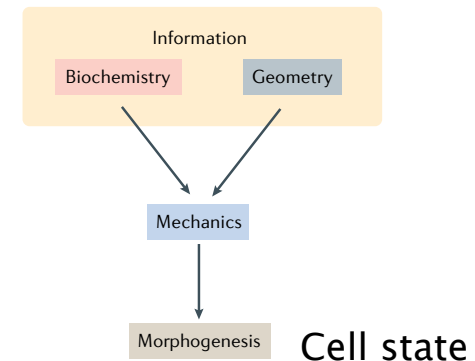 Information
Biochemistry Geometry
Mechanics
Morphogenesis Cell state